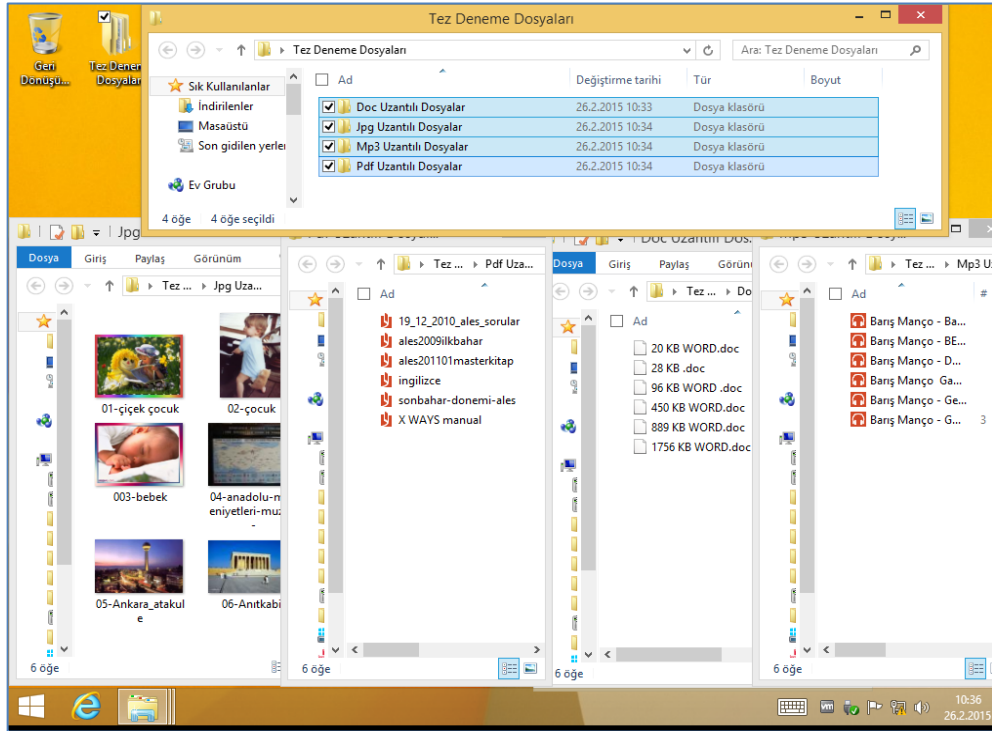 Geri
Dönüşü...
Tez Denem
Dosyalar
Tez Deneme Dosyaları
Tez Deneme Dosyaları
Ara: Tez Deneme Dosyaları
Sık Kullanılanlar
İndirilenler
Masaüstü
Son gidilen yerler
Ev Grubu
Ad Değiştirme tarihi Tür Boyut
Doc Uzantılı Dosyalar 26.2.2015 10:33 Dosya klasörü
Jpg Uzantılı Dosyalar 26.2.2015 10:34 Dosya klasörü
Mp3 Uzantılı Dosyalar 26.2.2015 10:34 Dosya klasörü
Pdf Uzantılı Dosyalar 26.2.2015 10:34 Dosya klasörü
4 öğe 4 öğe seçildi
Jpg
Dosya Giriş Paylaş Görünüm
Tez ... Jpg Uza...
01-çiçek çocuk
02-çocuk
003-bebek
04-anadolu-m
eniyetleri-muz
-
05-Ankara_atakul
e
06-Anıtkabi
6 öğe
Tez ... Pdf Uza...
Ad
19_12_2010_ales_sorular
ales2009ilkbahar
ales201101masterkitap
ingilizce
sonbahar-donemi-ales
X WAYS manual
6 öğe
Doc Uzantılı Dos...
Dosya Giriş Paylaş Görünü
Tez ... Do
Ad
20 KB WORD.doc
28 KB .doc
96 KB WORD .doc
450 KB WORD.doc
889 KB WORD.doc
1756 KB WORD.doc
6 öğe
Tez ... Mp3 U
Ad #
Barış Manço - Ba...
Barış Manço - BE...
Barış Manço - D...
Barış Manço Ga...
Barış Manço - Ge...
Barış Manço - G... 3
6 öğe
10:36
26.2.2015